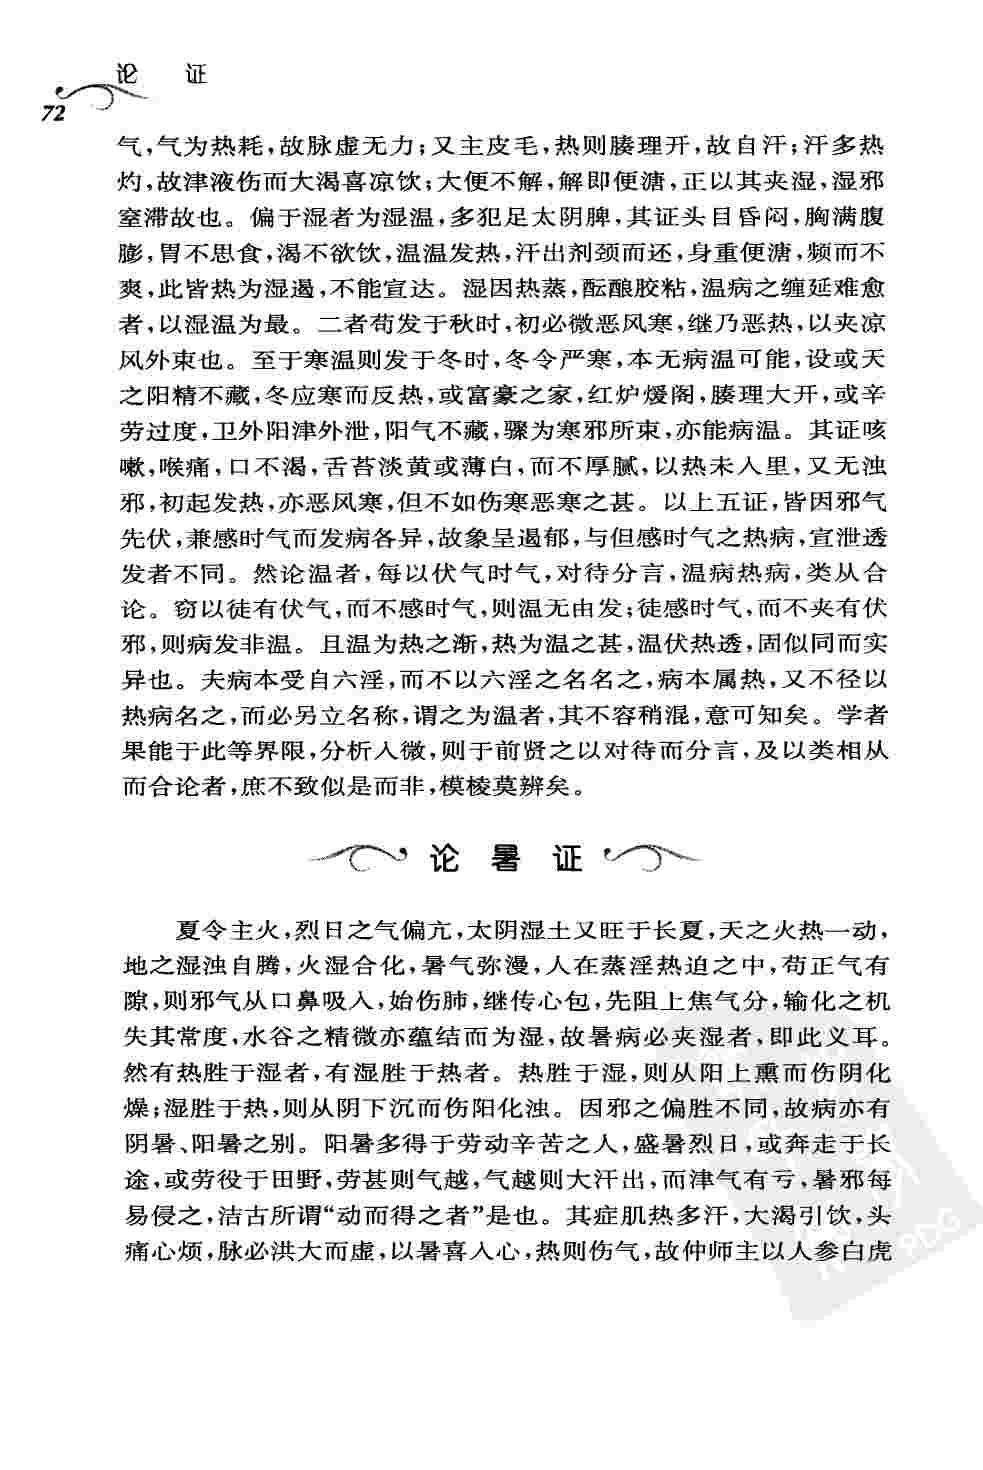 论 证
72
气,气为热耗,故脉虚无力;又主皮毛,热则腠理开,故自汗;汗多热
灼,故津液伤而大渴喜凉饮;大便不解,解即便溏,正以其夹湿,湿邪
窒滞故也。偏于湿者为湿温,多犯足太阴脾,其证头目昏闷,胸满腹
膨,胃不思食,渴不欲饮,温温发热,汗出剂颈而还,身重便溏,频而不
爽,此皆热为湿遏,不能宣达。湿因热蒸,酝酿胶粘,温病之缠延难愈
者,以湿温为最。二者苟发于秋时,初必微恶风寒,继乃恶热,以夹凉
风外束也。至于寒温则发于冬时,冬令严寒,本无病温可能,设或天
之阳精不藏,冬应寒而反热,或富豪之家,红炉煖阁,腠理大开,或辛
劳过度,卫外阳津外泄,阳气不藏,骤为寒邪所束,亦能病温。其证咳
嗽,喉痛,口不渴,舌苔淡黄或薄白,而不厚腻,以热未入里,又无浊
邪,初起发热,亦恶风寒,但不如伤寒恶寒之甚。以上五证,皆因邪气
先伏,兼感时气而发病各异,故象呈遏郁,与但感时气之热病,宣泄透
发者不同。然论温者,每以伏气时气,对待分言,温病热病,类从合
论。窃以徒有伏气,而不感时气,则温无由发;徒感时气,而不夹有伏
邪,则病发非温。且温为热之渐,热为温之甚,温伏热透,固似同而实
异也。夫病本受自六淫,而不以六淫之名名之,病本属热,又不径以
热病名之,而必另立名称,谓之为温者,其不容稍混,意可知矣。学者
果能于此等界限,分析入微,则于前贤之以对待而分言,及以类相从
而合论者,庶不致似是而非,模棱莫辨矣。
论 暑 证
夏令主火,烈日之气偏亢,太阴湿土又旺于长夏,天之火热一动,
地之湿浊自腾,火湿合化,暑气弥漫,人在蒸淫热迫之中,苟正气有
隙,则邪气从口鼻吸入,始伤肺,继传心包,先阻上焦气分,输化之机
失其常度,水谷之精微亦蕴结而为湿,故暑病必夹湿者,即此义耳。
然有热胜于湿者,有湿胜于热者。热胜于湿,则从阳上熏而伤阴化
燥;湿胜于热,则从阴下沉而伤阳化浊。因邪之偏胜不同,故病亦有
阴暑、阳暑之别。阳暑多得于劳动辛苦之人,盛暑烈日,或奔走于长
途,或劳役于田野,劳甚则气越,气越则大汗出,而津气有亏,暑邪每
易侵之,洁古所谓“动而得之者”是也。其症肌热多汗,大渴引饮,头
痛心烦,脉必洪大而虚,以暑喜入心,热则伤气,故仲师主以人参白虎
PDG